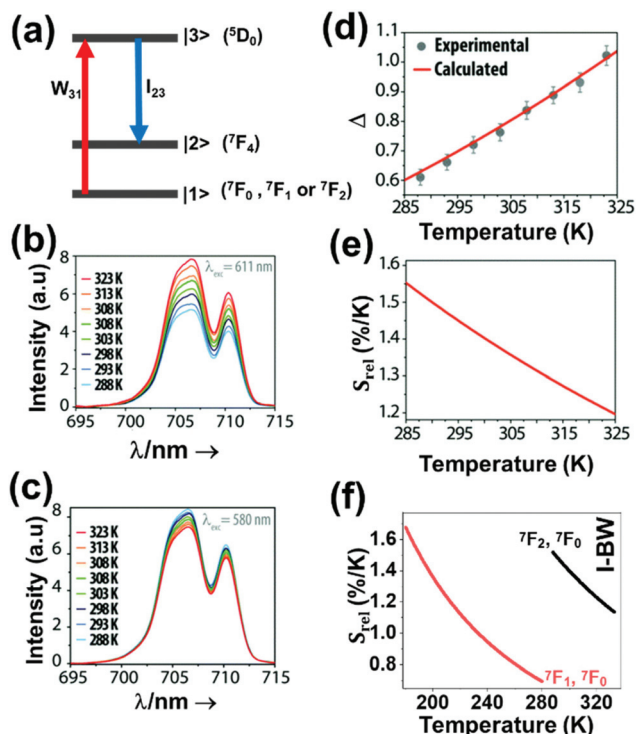 (a)
|3> (⁵D₀)
W₃₁
I₂₃
|2> (⁷F₄)
|1> (⁷F₀ , ⁷F₁ or ⁷F₂)
(b)
Intensity (a.u)
8
6
4
2
0
λexc = 611 nm
323 K
313 K
308 K
308 K
303 K
298 K
293 K
288 K
695 700 705 710 715
λ/nm →
(c)
Intensity (a.u)
8
6
4
2
0
λexc = 580 nm
323 K
313 K
308 K
308 K
303 K
298 K
293 K
288 K
695 700 705 710 715
λ/nm →
(d)
Δ
1.1
1.0
0.9
0.8
0.7
0.6
Experimental
Calculated
285 295 305 315 325
Temperature (K)
(e)
Srel (%/K)
1.6
1.5
1.4
1.3
1.2
285 295 305 315 325
Temperature (K)
(f)
Srel (%/K)
1.6
1.4
1.2
1.0
0.8
⁷F₂, ⁷F₀
I-BW
⁷F₁, ⁷F₀
200 240 280 320
Temperature (K)